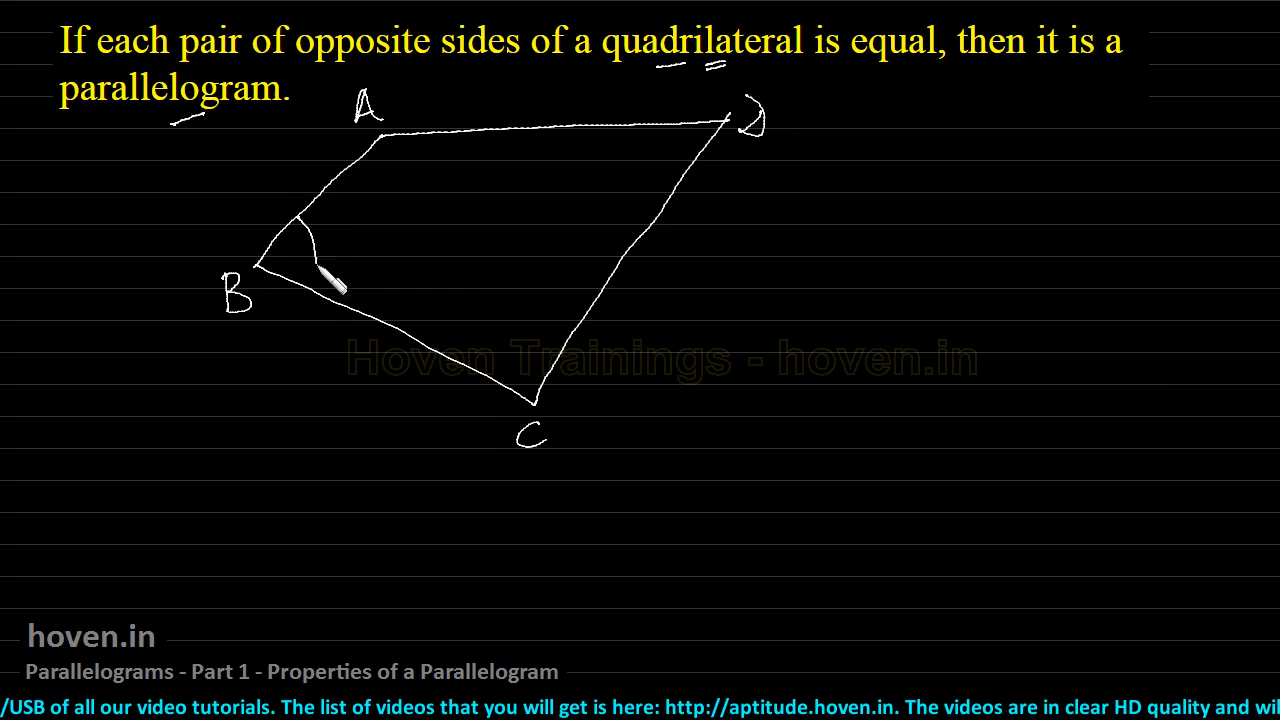 If each pair of opposite sides of a quadrilateral is equal, then it is a
parallelogram.
A
D
B
Hoven Trainings - hoven.in
C
hoven.in
Parallelograms - Part 1 - Properties of a Parallelogram
/USB of all our video tutorials. The list of videos that you will get is here: http://aptitude.hoven.in. The videos are in clear HD quality and wil